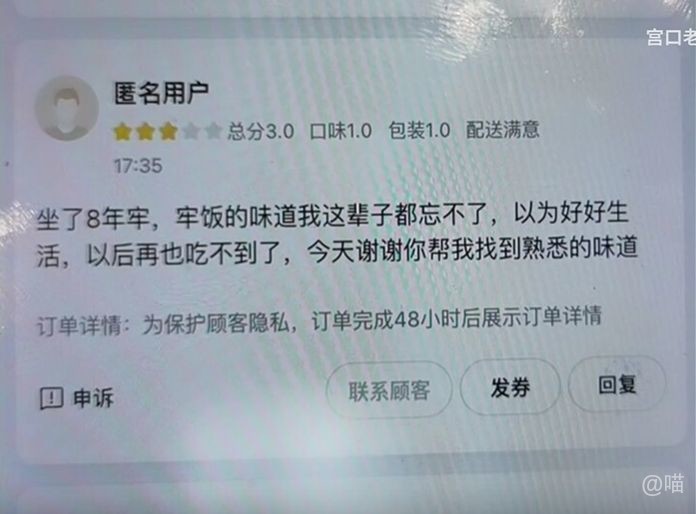 宫口老
匿名用户
总分3.0 口味1.0 包装1.0 配送满意
17:35
坐了8年牢，牢饭的味道我这辈子都忘不了，以为好好生
活，以后再也吃不到了，今天谢谢你帮我找到熟悉的味道
订单详情：为保护顾客隐私，订单完成48小时后展示订单详情
申诉
联系顾客
发券
回复
@喵